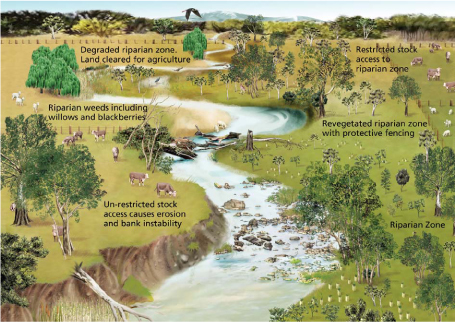 Degraded riparian zone.
Land cleared for agriculture
Restricted stock
access to
riparian zone
Riparian weeds including
willows and blackberries
Revegetated riparian zone
with protective fencing
Un-restricted stock
access causes erosion
and bank instability
Riparian Zone